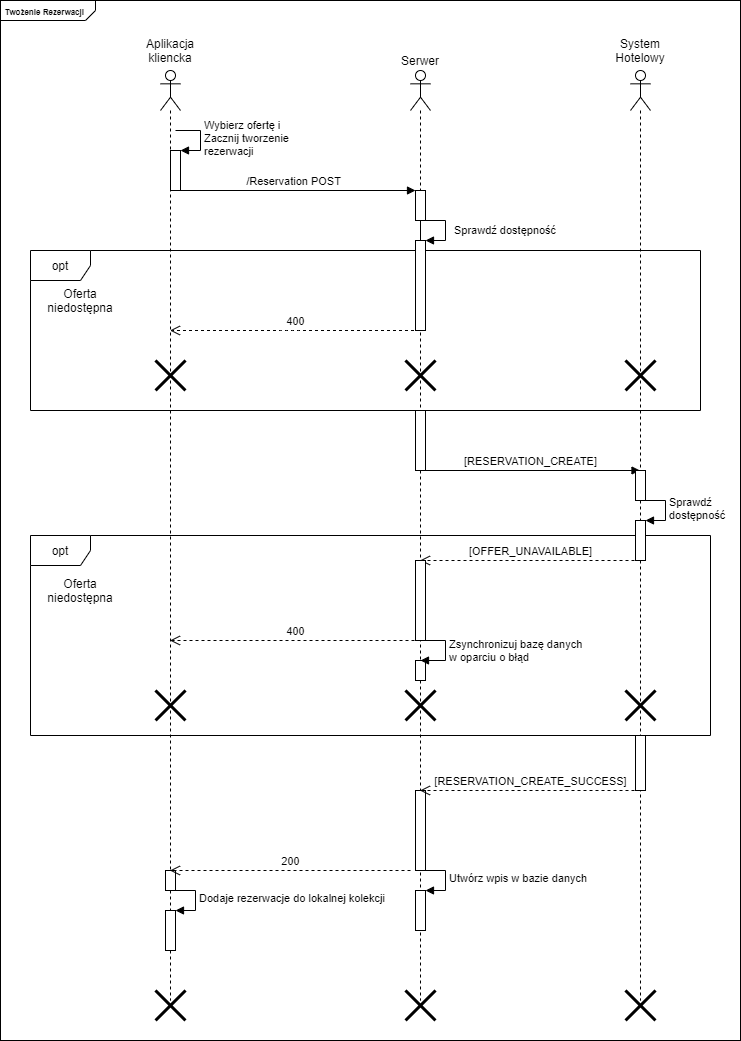 Twożenie Rezerwacji
Aplikacja
kliencka
Serwer
System
Hotelowy
Wybierz ofertę i
Zacznij tworzenie
rezerwacji
/Reservation POST
Sprawdź dostępność
opt
Oferta
niedostępna
400
[RESERVATION_CREATE]
Sprawdź
dostępność
opt
[OFFER_UNAVAILABLE]
Oferta
niedostępna
400
Zsynchronizuj bazę danych
w oparciu o błąd
[RESERVATION_CREATE_SUCCESS]
200
Utwórz wpis w bazie danych
Dodaje rezerwacje do lokalnej kolekcji